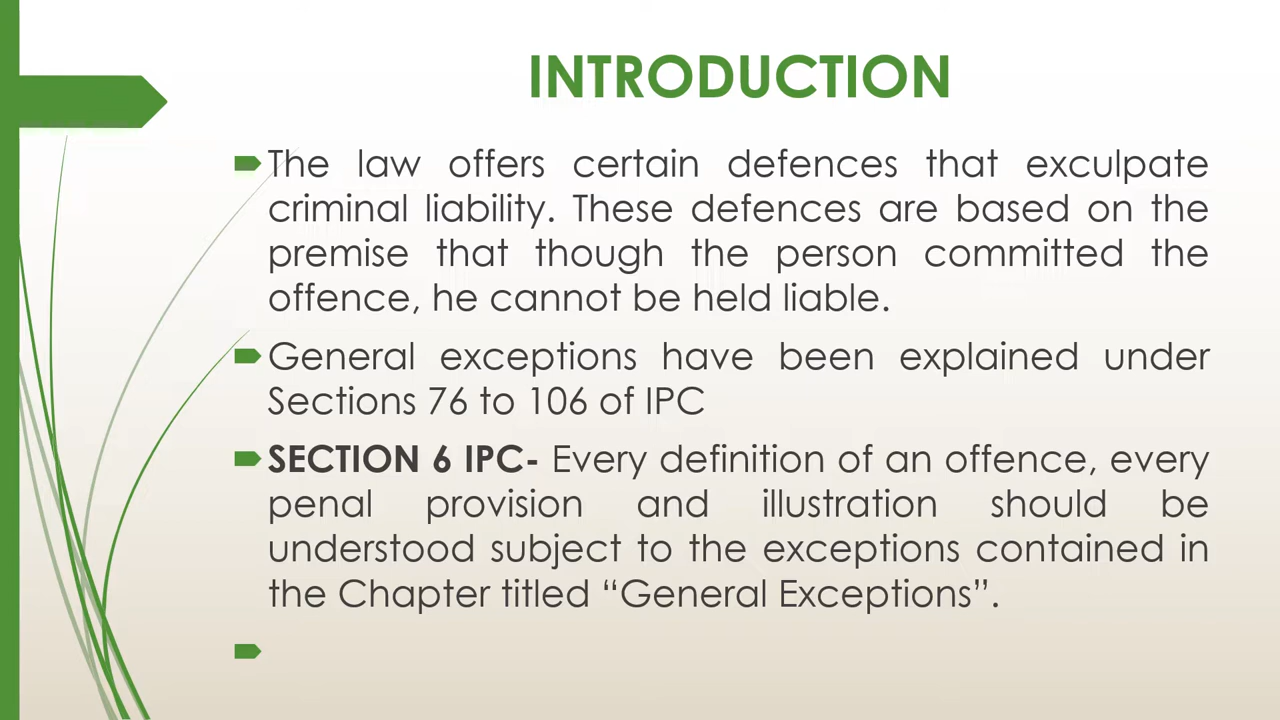 INTRODUCTION
The law offers certain defences that exculpate
criminal liability. These defences are based on the
premise that though the person committed the
offence, he cannot be held liable.
General exceptions have been explained under
Sections 76 to 106 of IPC
SECTION 6 IPC- Every definition of an offence, every
penal provision and illustration should be
understood subject to the exceptions contained in
the Chapter titled “General Exceptions”.